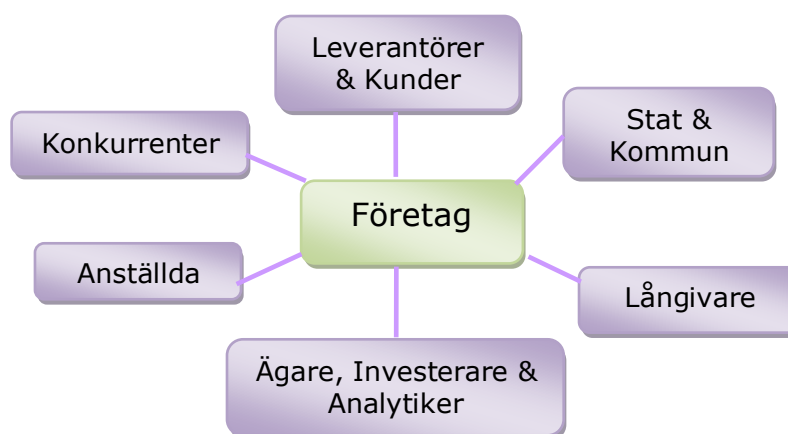 Leverantörer
& Kunder
Konkurrenter
Stat &
Kommun
Företag
Anställda
Långivare
Ägare, Investerare &
Analytiker